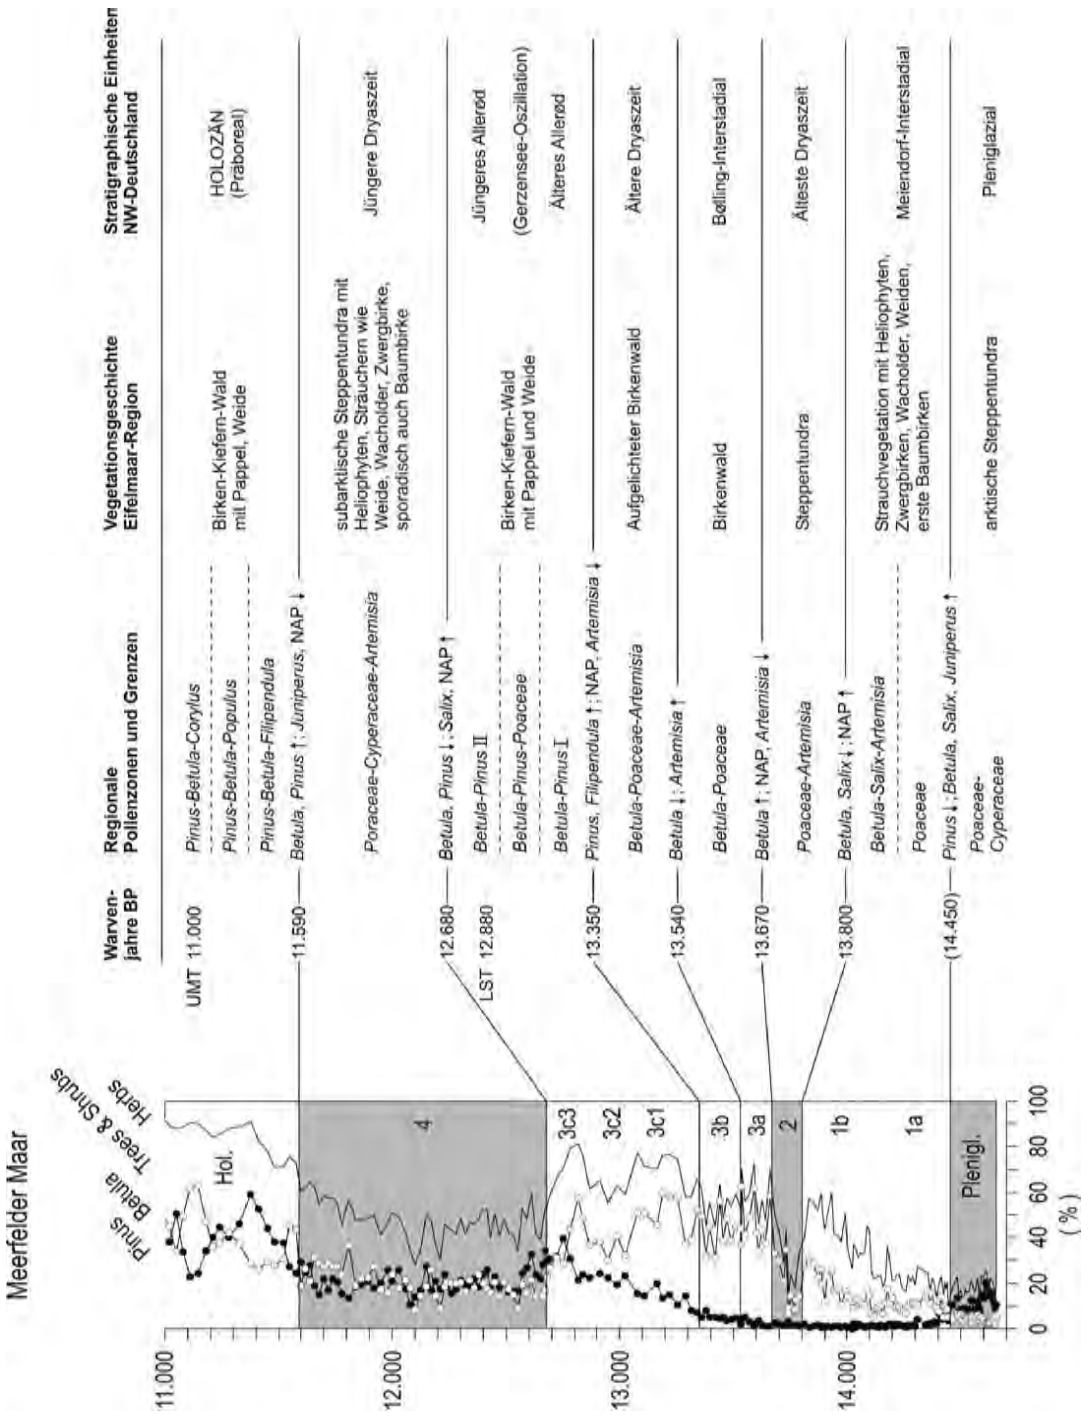 Meerfelder Maar
Pinus
Betula
Trees & Shrubs
Herbs
Warven-
jahre BP
Regionale
Pollenzonen und Grenzen
Vegetationsgeschichte
Eifelmaar-Region
Stratigraphische Einheiten
NW-Deutschland
11.000
Hol.
UMT 11.000
Pinus-Betula-Corylus
Pinus-Betula-Populus
Pinus-Betula-Filipendula
Birken-Kiefern-Wald
mit Pappel, Weide
HOLOZÄN
(Präboreal)
11.590
Betula, Pinus ↑; Juniperus, NAP ↓
12.000
4
Poraceae-Cyperaceae-Artemisia
subarktische Steppentundra mit
Heliophyten, Sträuchern wie
Weide, Wacholder, Zwergbirke,
sporadisch auch Baumbirke
Jüngere Dryaszeit
12.680
Betula, Pinus ↓; Salix, NAP ↑
LST 12.880
3c3
3c2
3c1
Betula-Pinus II
Betula-Pinus-Poaceae
Betula-Pinus I
Birken-Kiefern-Wald
mit Pappel und Weide
Jüngeres Allerød
(Gerzensee-Oszillation)
Älteres Allerød
13.000
13.350
Pinus, Filipendula ↑; NAP, Artemisia ↓
3b
Betula-Poaceae-Artemisia
Aufgelichteter Birkenwald
Ältere Dryaszeit
13.540
Betula ↓; Artemisia ↑
3a
Betula-Poaceae
Birkenwald
Bølling-Interstadial
13.670
Betula ↑; NAP, Artemisia ↓
2
Poaceae-Artemisia
Steppentundra
Älteste Dryaszeit
13.800
Betula, Salix ↓; NAP ↑
14.000
1b
1a
Betula-Salix-Artemisia
Poaceae
Strauchvegetation mit Heliophyten,
Zwergbirken, Wacholder, Weiden,
erste Baumbirken
Meiendorf-Interstadial
(14.450)
Pinus ↓; Betula, Salix, Juniperus ↑
Plenigl.
Poaceae-
Cyperaceae
arktische Steppentundra
Pleniglazial
0 20 40 60 80 100
(%)